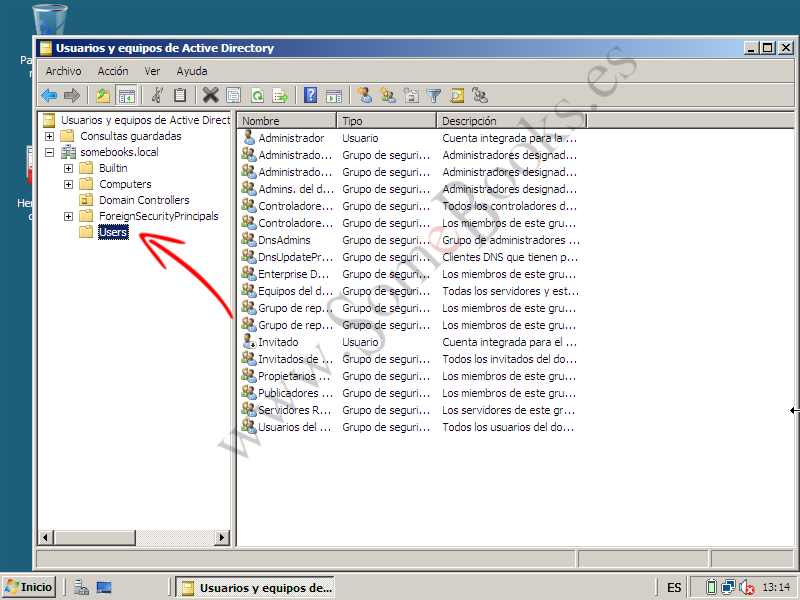 Usuarios y equipos de Active Directory
Archivo Acción Ver Ayuda
Usuarios y equipos de Active Direct
Consultas guardadas
somebooks.local
Builtin
Computers
Domain Controllers
ForeignSecurityPrincipals
Users
Nombre Tipo Descripción
Administrador Usuario Cuenta integrada para la ...
Administrado... Grupo de seguri... Administradores designad...
Administrado... Grupo de seguri... Administradores designad...
Admins. del d... Grupo de seguri... Administradores designad...
Controladore... Grupo de seguri... Todos los controladores d...
Controladore... Grupo de seguri... Los miembros de este gru...
DnsAdmins Grupo de seguri... Grupo de administradores ...
DnsUpdatePr... Grupo de seguri... Clientes DNS que tienen p...
Enterprise D... Grupo de seguri... Los miembros de este gru...
Equipos del d... Grupo de seguri... Todas los servidores y est...
Grupo de rep... Grupo de seguri... Los miembros de este gru...
Grupo de rep... Grupo de seguri... Los miembros de este gru...
Invitado Usuario Cuenta integrada para el ...
Invitados de ... Grupo de seguri... Todos los invitados del do...
Propietarios ... Grupo de seguri... Los miembros de este gru...
Publicadores ... Grupo de seguri... Los miembros de este gru...
Servidores R... Grupo de seguri... Los servidores de este gr...
Usuarios del ... Grupo de seguri... Todos los usuarios del do...
www.SomeBooks.es
Inicio
Usuarios y equipos de...
ES
13:14